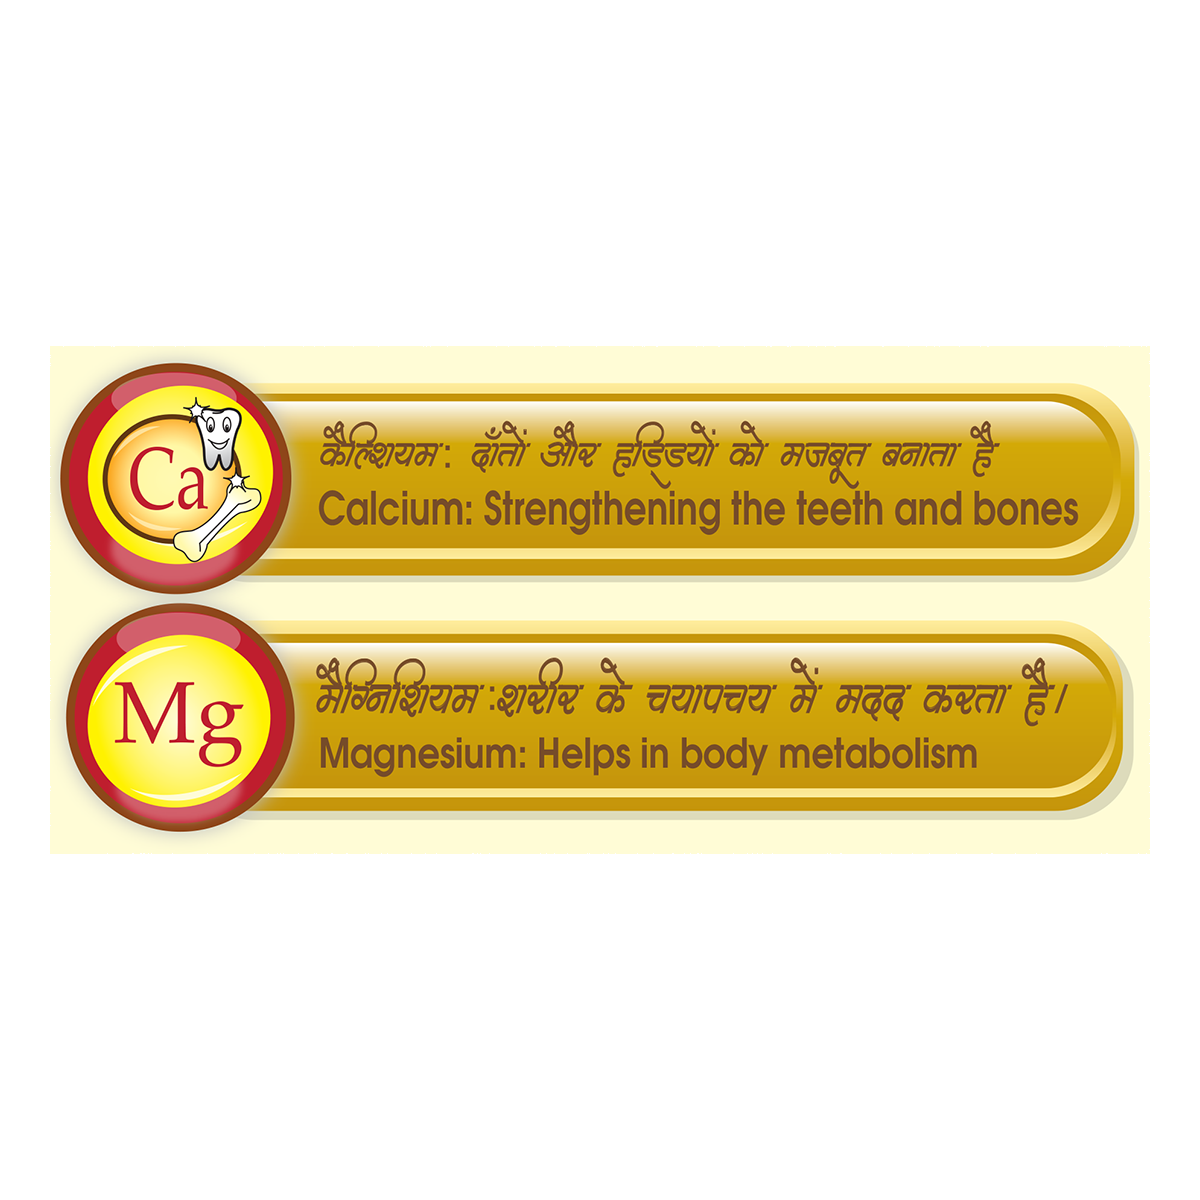 Ca
कैल्शियम: दाँतों और हड्डियों को मजबूत बनाता है
Calcium: Strengthening the teeth and bones
Mg
मैग्निशियम :शरीर के चयापचय में मदद करता है।
Magnesium: Helps in body metabolism